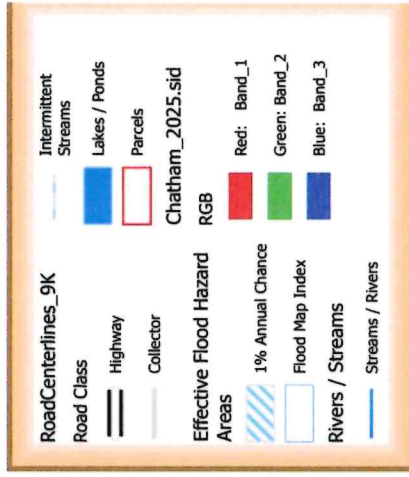 RoadCenterlines_9K
Road Class
Highway
Collector
Effective Flood Hazard
Areas
1% Annual Chance
Flood Map Index
Rivers / Streams
Streams / Rivers
Intermittent
Streams
Lakes / Ponds
Parcels
Chatham_2025.sid
RGB
Red: Band_1
Green: Band_2
Blue: Band_3